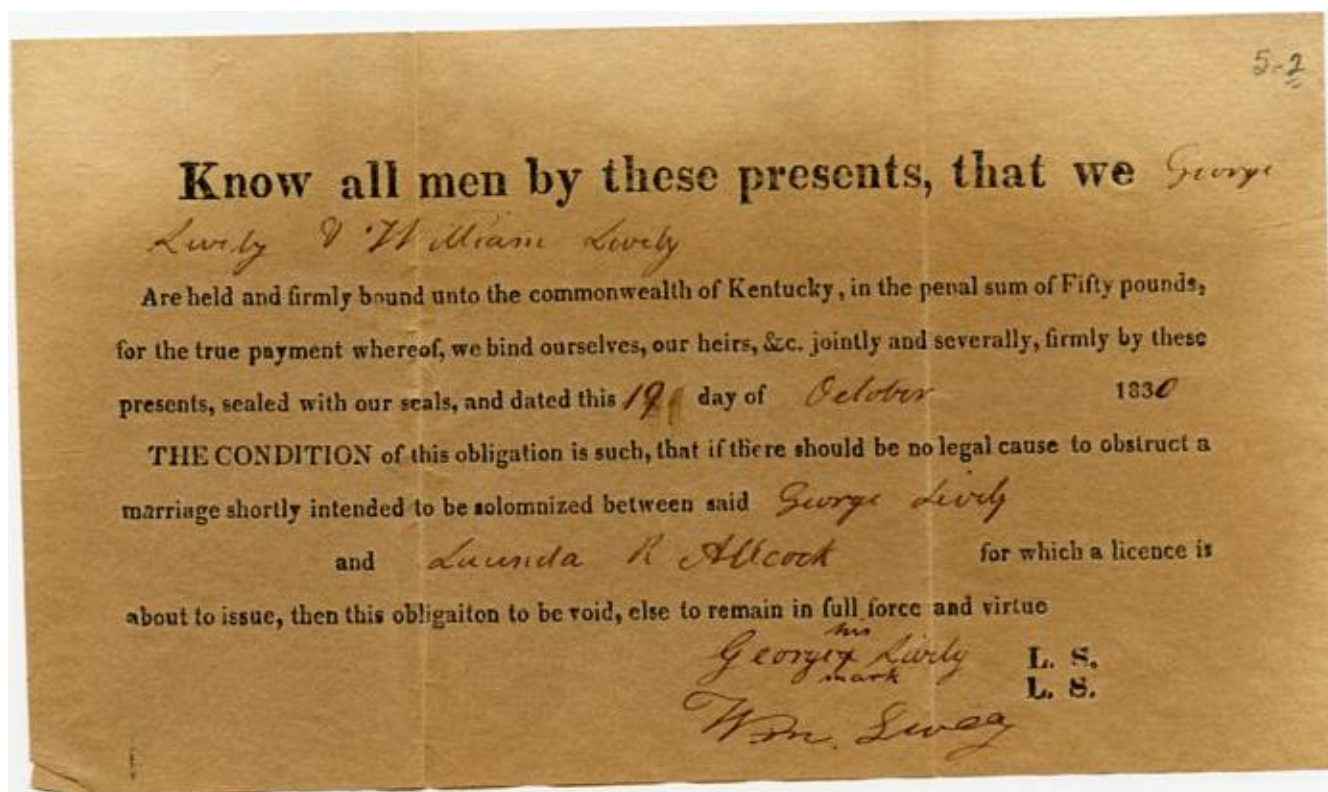 5-2
Know all men by these presents, that we George
Lively & William Lively
Are held and firmly bound unto the commonwealth of Kentucky, in the penal sum of Fifty pounds,
for the true payment whereof, we bind ourselves, our heirs, &c. jointly and severally, firmly by these
presents, sealed with our seals, and dated this 19 day of October 1830
THE CONDITION of this obligation is such, that if there should be no legal cause to obstruct a
marriage shortly intended to be solomnized between said George Lively
and R Allcock for which a licence is
about to issue, then this obligaiton to be void, else to remain in full force and virtue
his
George x Lively L. S.
mark L. S.
Wm. Lively